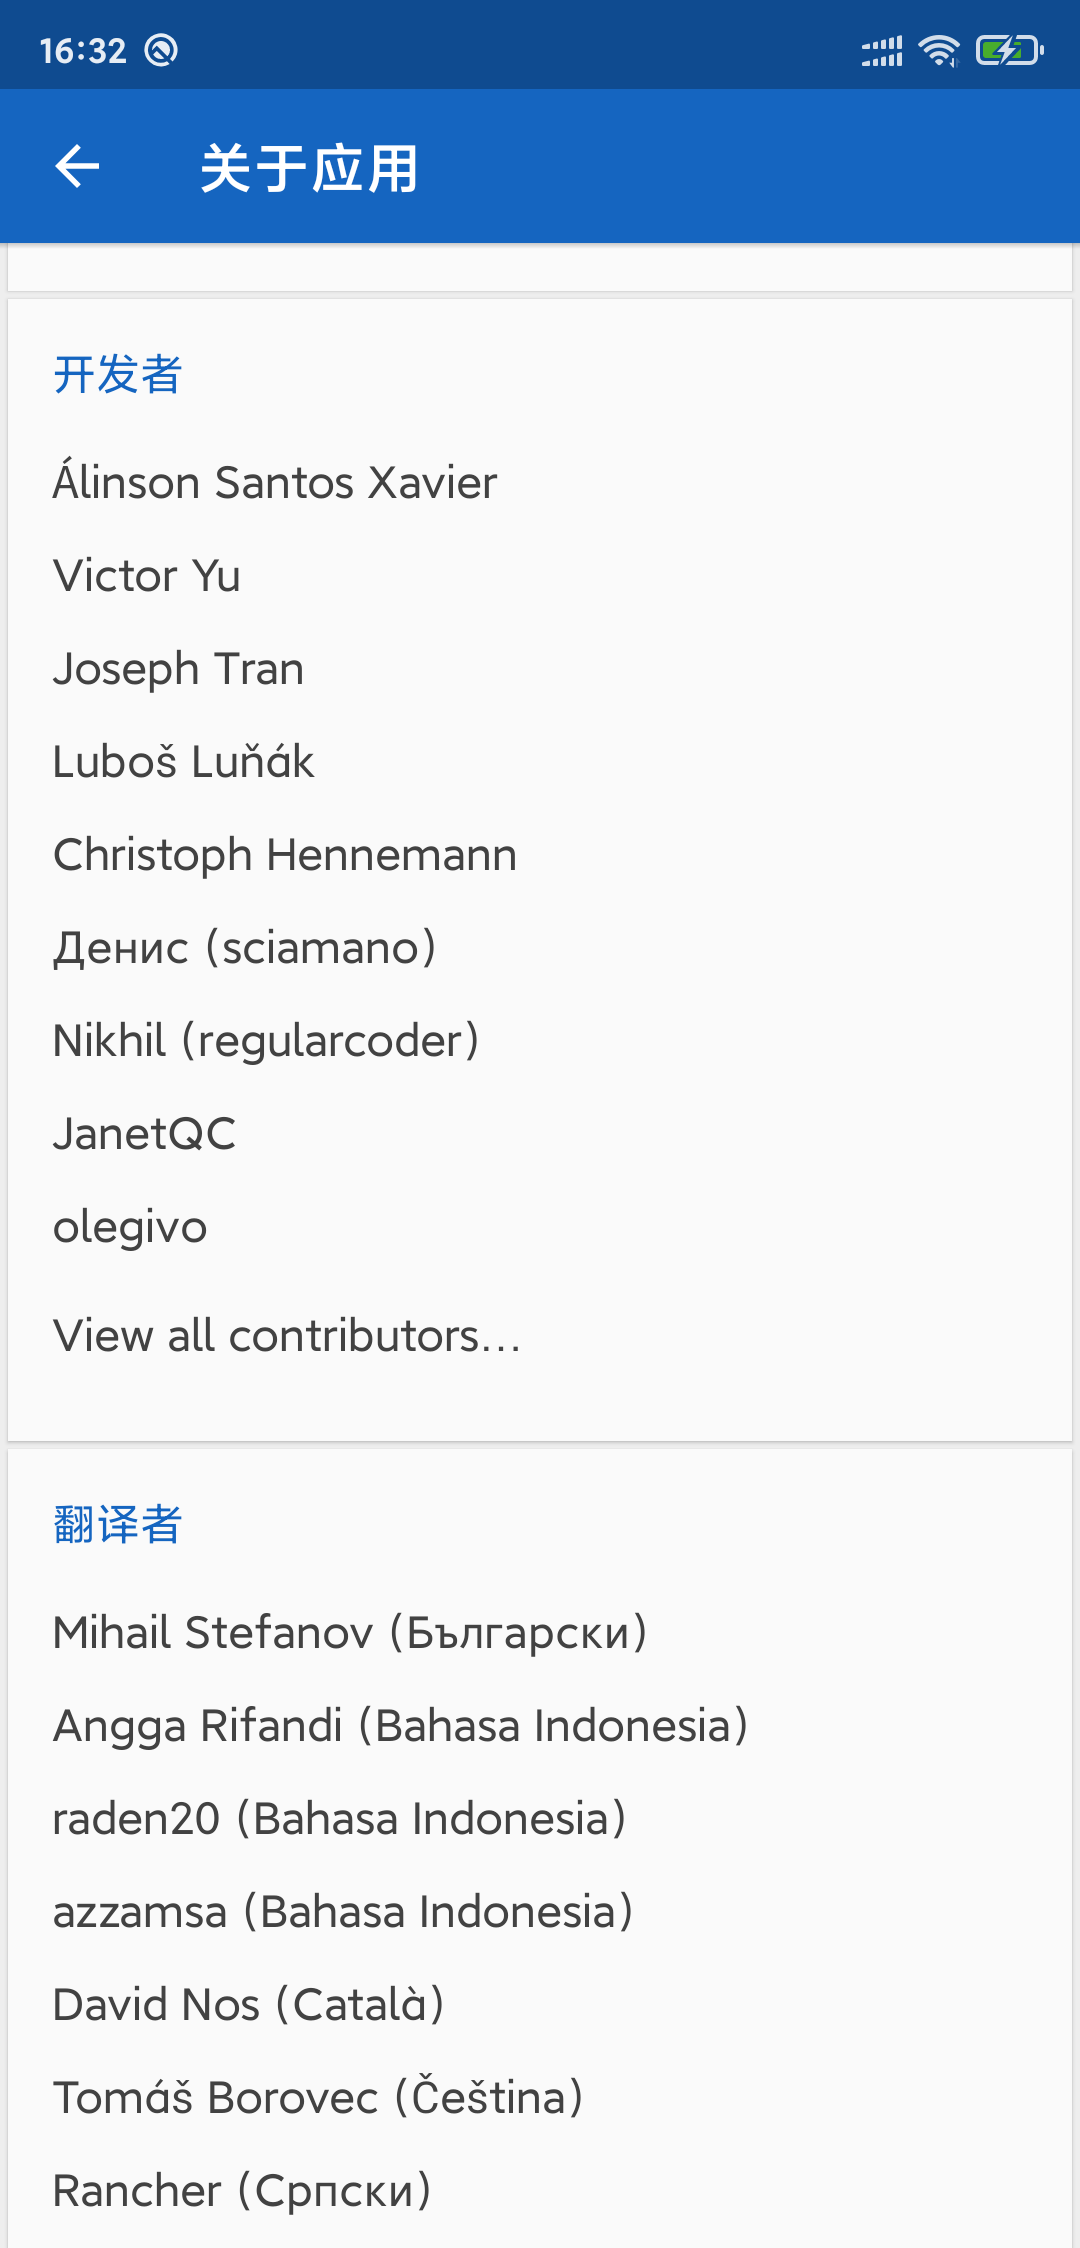 16:32
关于应用
开发者
Álinson Santos Xavier
Victor Yu
Joseph Tran
Luboš Luňák
Christoph Hennemann
Денис (sciamano)
Nikhil (regularcoder)
JanetQC
olegivo
View all contributors…
翻译者
Mihail Stefanov (Български)
Angga Rifandi (Bahasa Indonesia)
raden20 (Bahasa Indonesia)
azzamsa (Bahasa Indonesia)
David Nos (Català)
Tomáš Borovec (Čeština)
Rancher (Српски)